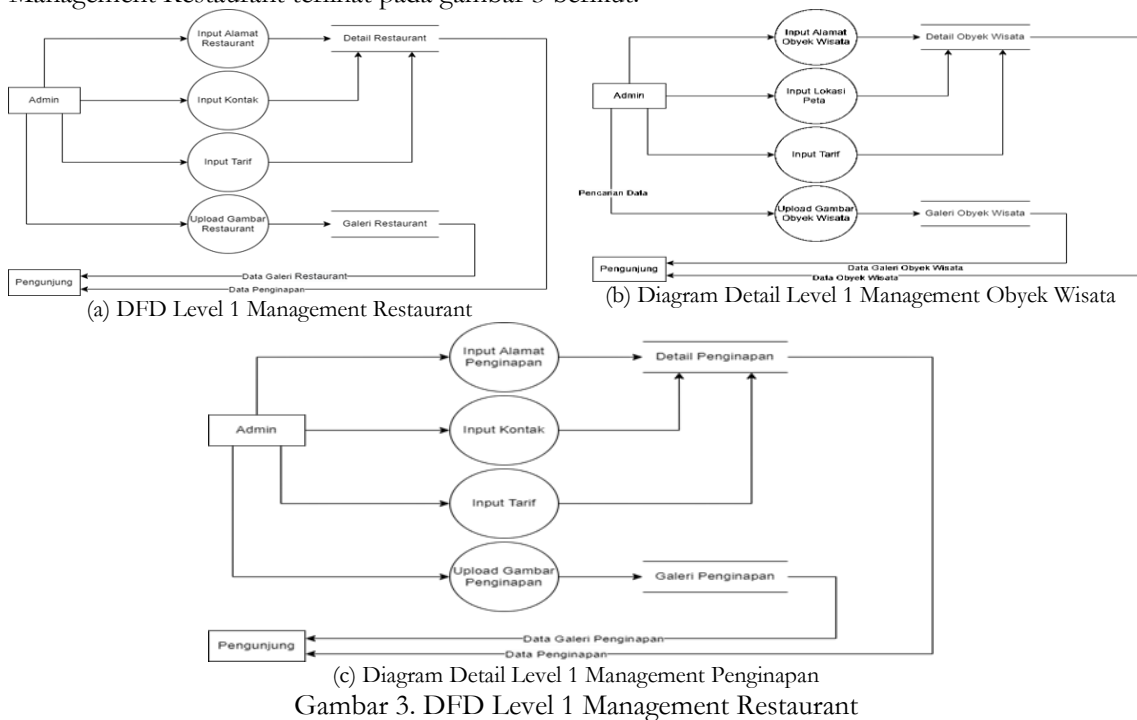 Management Restaurant terlihat pada gambar 3 berikut:
Input Alamat
Restaurant
Detail Restaurant
Admin
Input Kontak
Input Tarif
Upload Gambar
Restaurant
Galeri Restaurant
Data Galeri Restaurant
Pengunjung
Data Penginapan
(a) DFD Level 1 Management Restaurant
Input Alamat
Obyek Wisata
Detail Obyek Wisata
Admin
Input Lokasi
Peta
Input Tarif
Pencarian Data
Upload Gambar
Obyek Wisata
Galeri Obyek Wisata
Pengunjung
Data Galeri Obyek Wisata
Data Obyek Wisata
(b) Diagram Detail Level 1 Management Obyek Wisata
Input Alamat
Penginapan
Detail Penginapan
Admin
Input Kontak
Input Tarif
Upload Gambar
Penginapan
Galeri Penginapan
Data Galeri Penginapan
Pengunjung
Data Penginapan
(c) Diagram Detail Level 1 Management Penginapan
Gambar 3. DFD Level 1 Management Restaurant